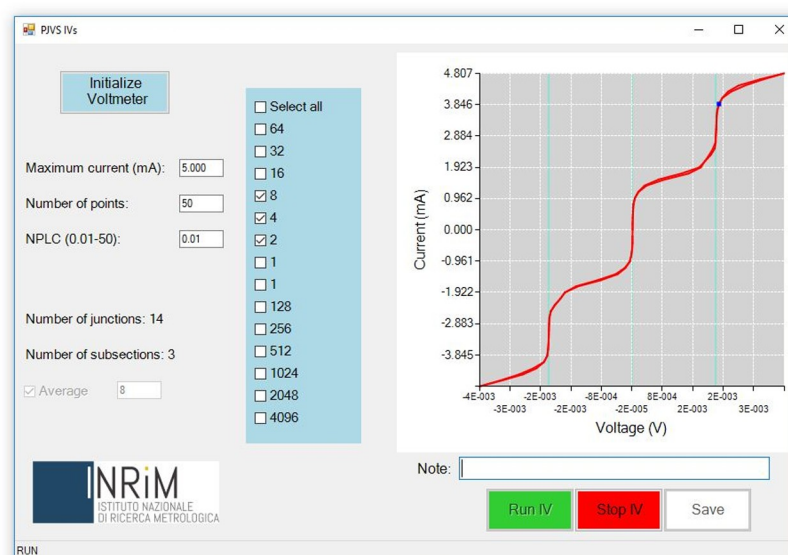 PJVS IVs
Initialize
Voltmeter
Maximum current (mA): 5.000
Number of points: 50
NPLC (0.01-50): 0.01
Number of junctions: 14
Number of subsections: 3
Average 8
Select all
64
32
16
8
4
2
1
1
128
256
512
1024
2048
4096
INRiM
ISTITUTO NAZIONALE
DI RICERCA METROLOGICA
4.807
3.846
2.884
1.923
0.962
0.000
-0.961
-1.922
-2.883
-3.845
Current (mA)
-4E-003 -2E-003 -8E-004 -2E-005 8E-004 2E-003
-3E-003 -2E-003 -8E-004 -2E-005 2E-003 3E-003
Voltage (V)
Note:
Run IV Stop IV Save
RUN